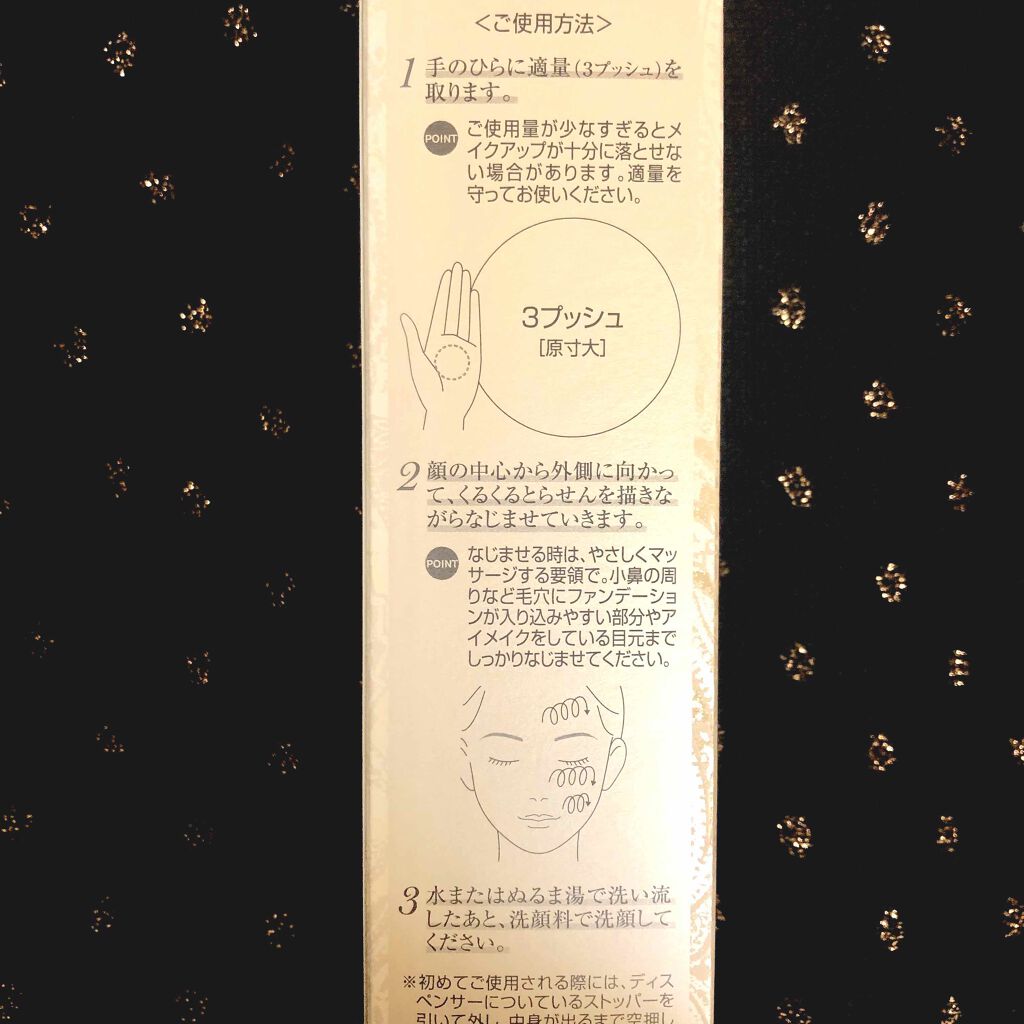 ＜ご使用方法＞
1 手のひらに適量(3プッシュ)を
取ります。
POINT ご使用量が少なすぎるとメ
イクアップが十分に落とせな
い場合があります。適量を
守ってお使いください。
3プッシュ
[原寸大]
2 顔の中心から外側に向かっ
て、くるくるとらせんを描きな
がらなじませていきます。
POINT なじませる時は、やさしくマッ
サージする要領で。小鼻の周
りなど毛穴にファンデーショ
ンが入り込みやすい部分やア
イメイクをしている目元まで
しっかりなじませてください。
3 水またはぬるま湯で洗い流
したあと、洗顔料で洗顔して
ください。
※初めてご使用される際には、ディス
ペンサーについているストッパーを
引いて外し、中身が出るまで空押し